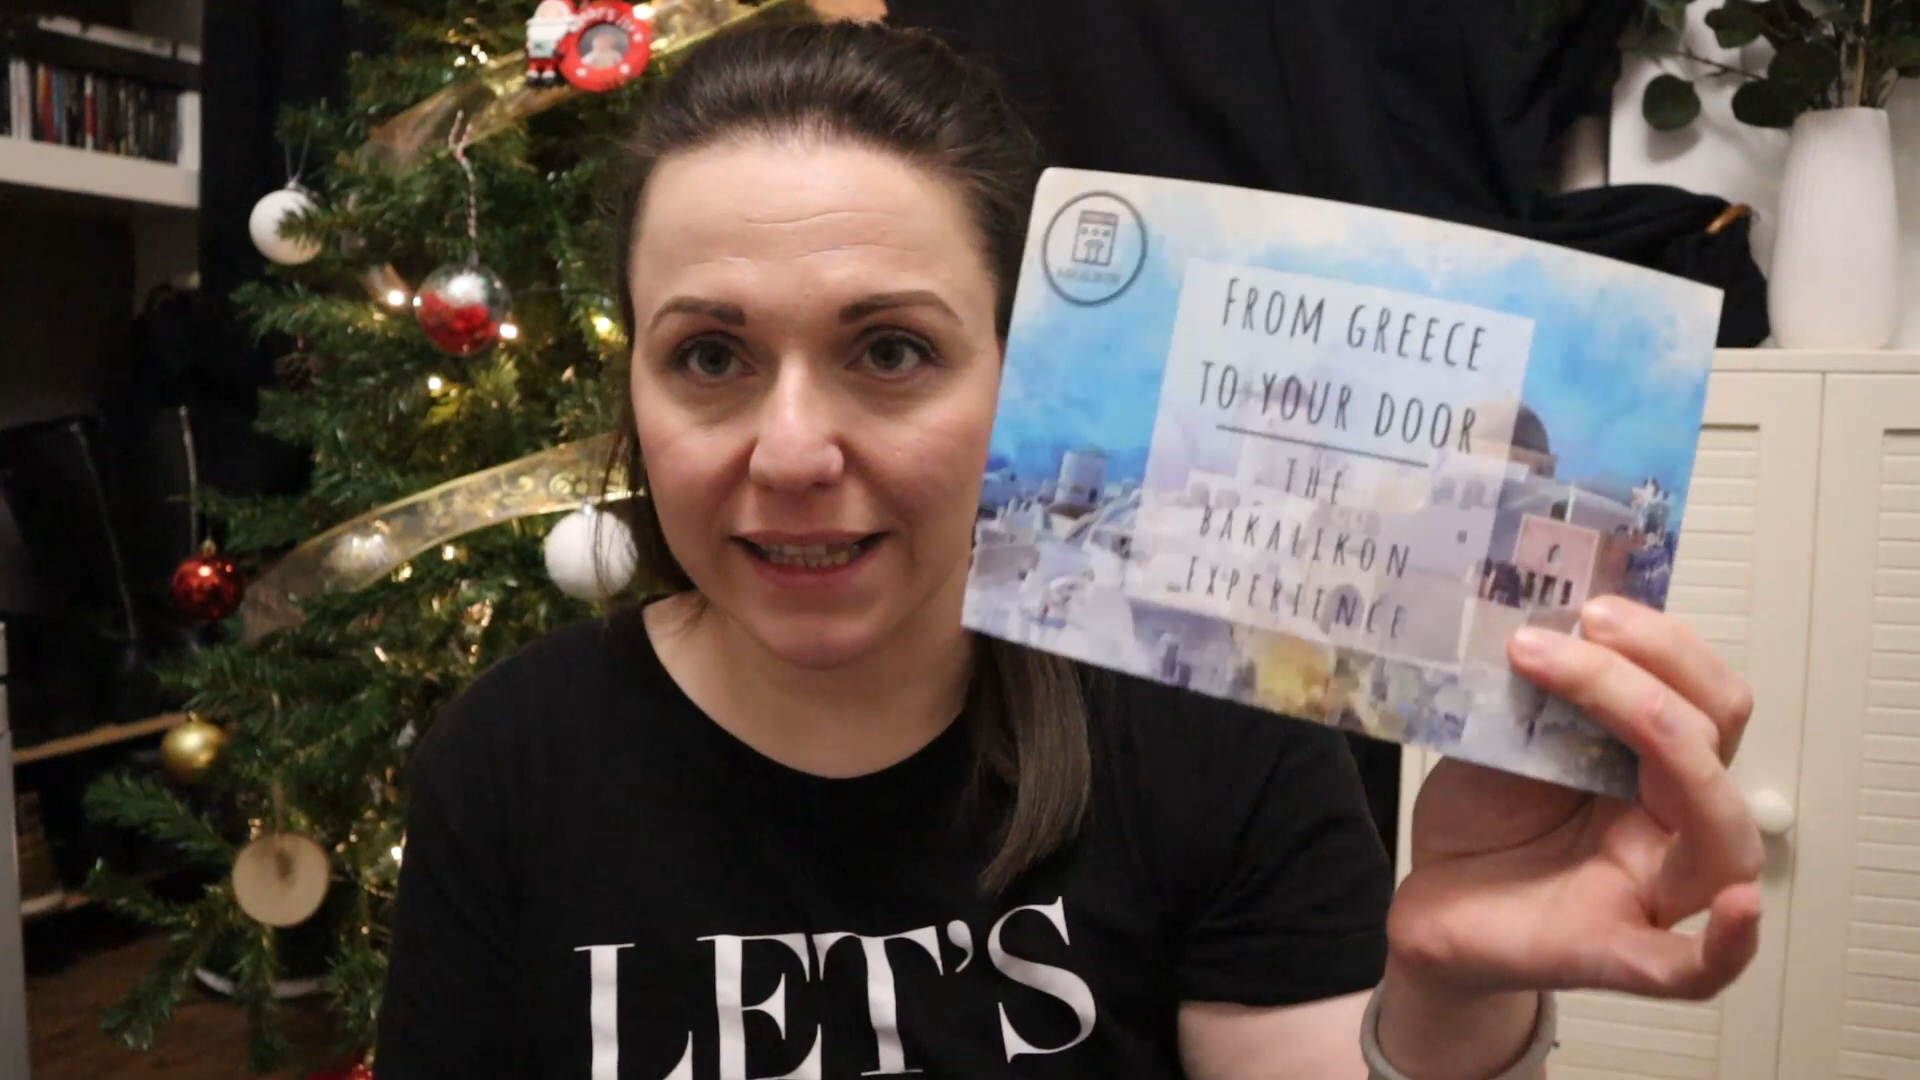 FROM GREECE
TO YOUR DOOR
THE
BAKALIKON
EXPERIENCE
LET'S